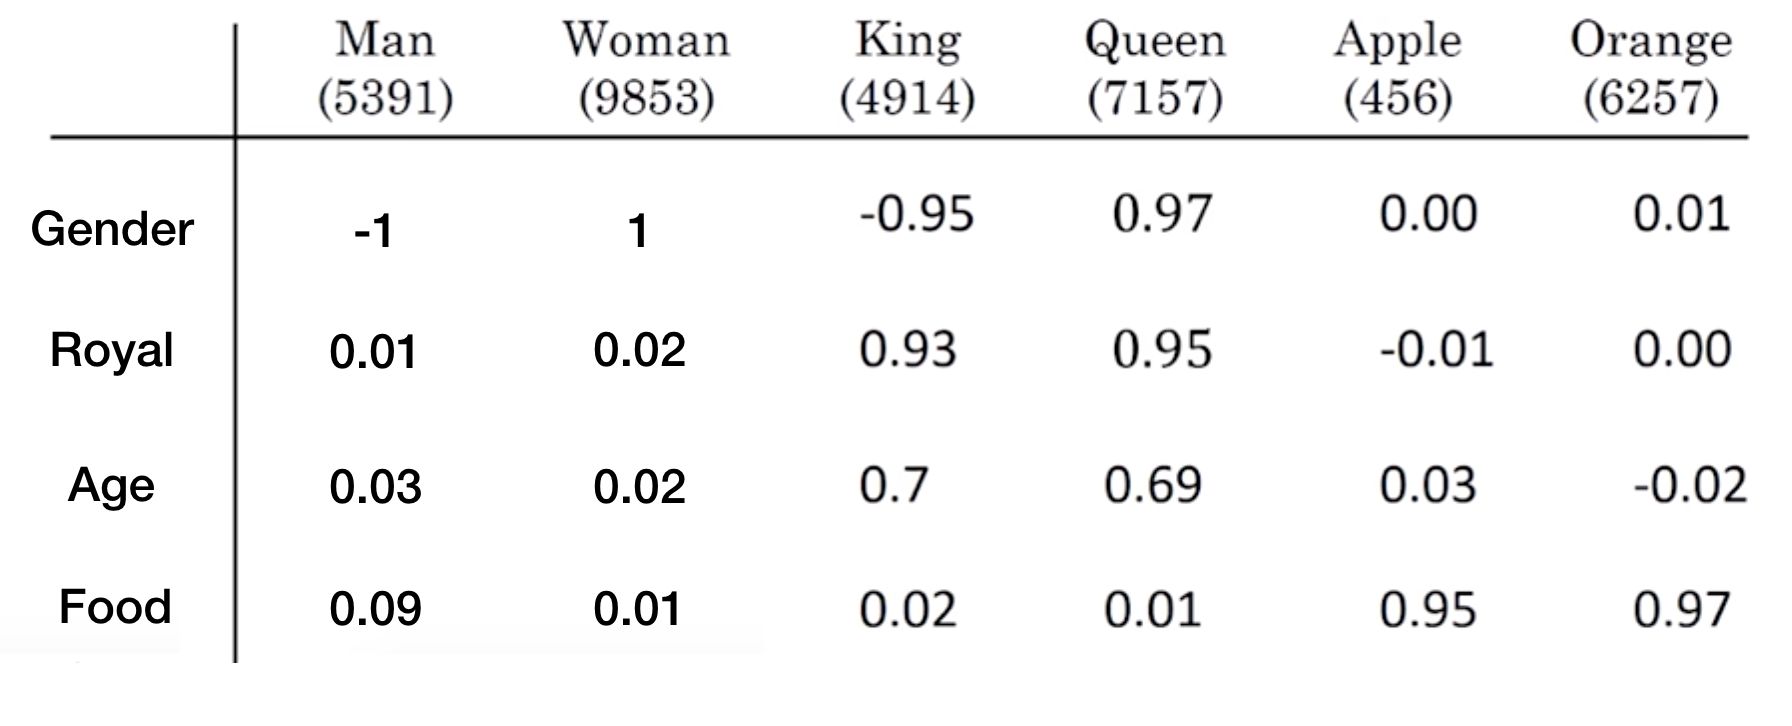 Man Woman King Queen Apple Orange
(5391) (9853) (4914) (7157) (456) (6257)
Gender -1 1 -0.95 0.97 0.00 0.01
Royal 0.01 0.02 0.93 0.95 -0.01 0.00
Age 0.03 0.02 0.7 0.69 0.03 -0.02
Food 0.09 0.01 0.02 0.01 0.95 0.97